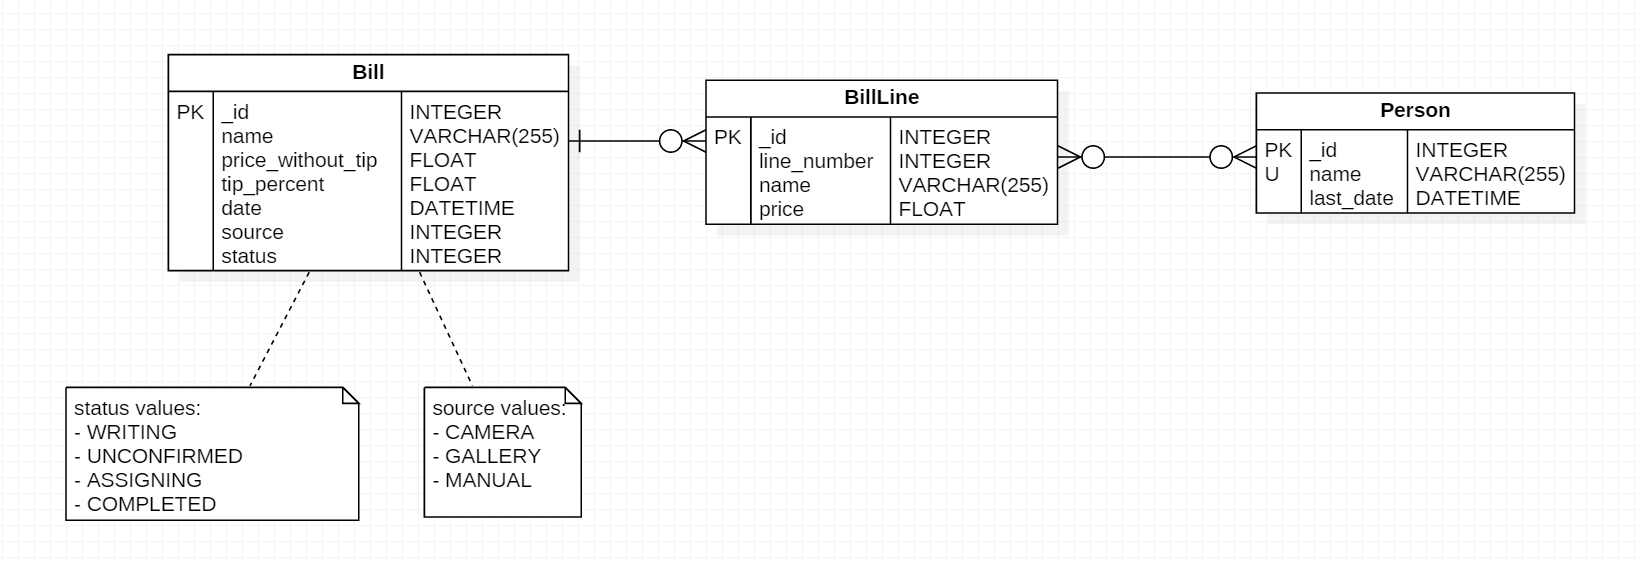 Bill
PK _id INTEGER
name VARCHAR(255)
price_without_tip FLOAT
tip_percent FLOAT
date DATETIME
source INTEGER
status INTEGER
BillLine
PK _id INTEGER
line_number INTEGER
name VARCHAR(255)
price FLOAT
Person
PK _id INTEGER
U name VARCHAR(255)
last_date DATETIME
status values:
- WRITING
- UNCONFIRMED
- ASSIGNING
- COMPLETED
source values:
- CAMERA
- GALLERY
- MANUAL